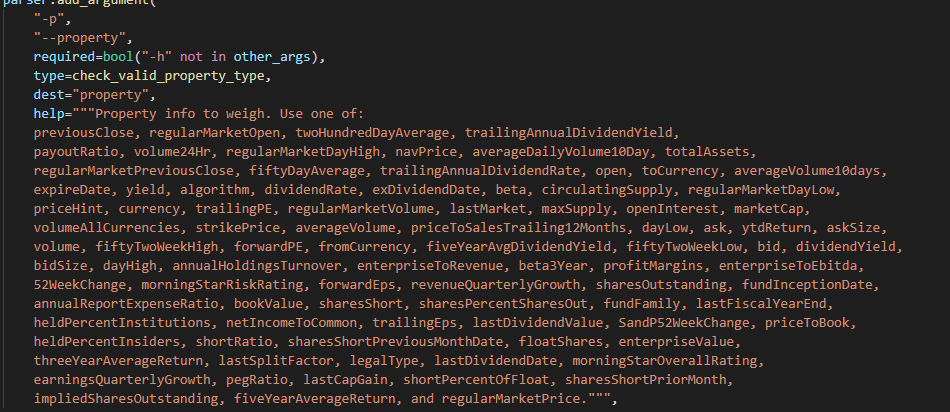 parser.add_argument(
"-p",
"--property",
required=bool("-h" not in other_args),
type=check_valid_property_type,
dest="property",
help="""Property info to weigh. Use one of:
previousClose, regularMarketOpen, twoHundredDayAverage, trailingAnnualDividendYield,
payoutRatio, volume24Hr, regularMarketDayHigh, navPrice, averageDailyVolume10Day, totalAssets,
regularMarketPreviousClose, fiftyDayAverage, trailingAnnualDividendRate, open, toCurrency, averageVolume10days,
expireDate, yield, algorithm, dividendRate, exDividendDate, beta, circulatingSupply, regularMarketDayLow,
priceHint, currency, trailingPE, regularMarketVolume, lastMarket, maxSupply, openInterest, marketCap,
volumeAllCurrencies, strikePrice, averageVolume, priceToSalesTrailing12Months, dayLow, ask, ytdReturn, askSize,
volume, fiftyTwoWeekHigh, forwardPE, fromCurrency, fiveYearAvgDividendYield, fiftyTwoWeekLow, bid, dividendYield,
bidSize, dayHigh, annualHoldingsTurnover, enterpriseToRevenue, beta3Year, profitMargins, enterpriseToEbitda,
52WeekChange, morningStarRiskRating, forwardEps, revenueQuarterlyGrowth, sharesOutstanding, fundInceptionDate,
annualReportExpenseRatio, bookValue, sharesShort, sharesPercentSharesOut, fundFamily, lastFiscalYearEnd,
heldPercentInstitutions, netIncomeToCommon, trailingEps, lastDividendValue, SandP52WeekChange, priceToBook,
heldPercentInsiders, shortRatio, sharesShortPreviousMonthDate, floatShares, enterpriseValue,
threeYearAverageReturn, lastSplitFactor, legalType, lastDividendDate, morningStarOverallRating,
earningsQuarterlyGrowth, pegRatio, lastCapGain, shortPercentOfFloat, sharesShortPriorMonth,
impliedSharesOutstanding, fiveYearAverageReturn, and regularMarketPrice.""",